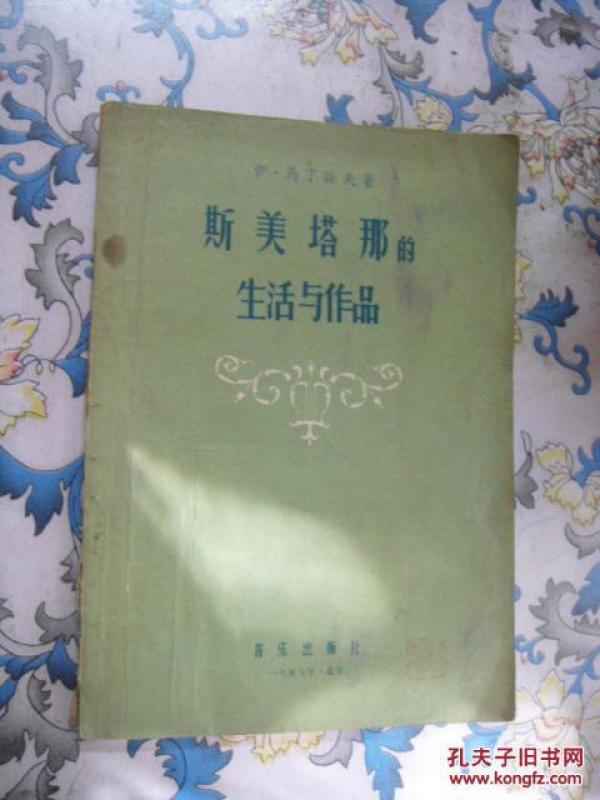 伊·马丁诺夫著
斯美塔那的
生活与作品
音乐出版社
一九五七年·北京
孔夫子旧书网
www.kongfz.com